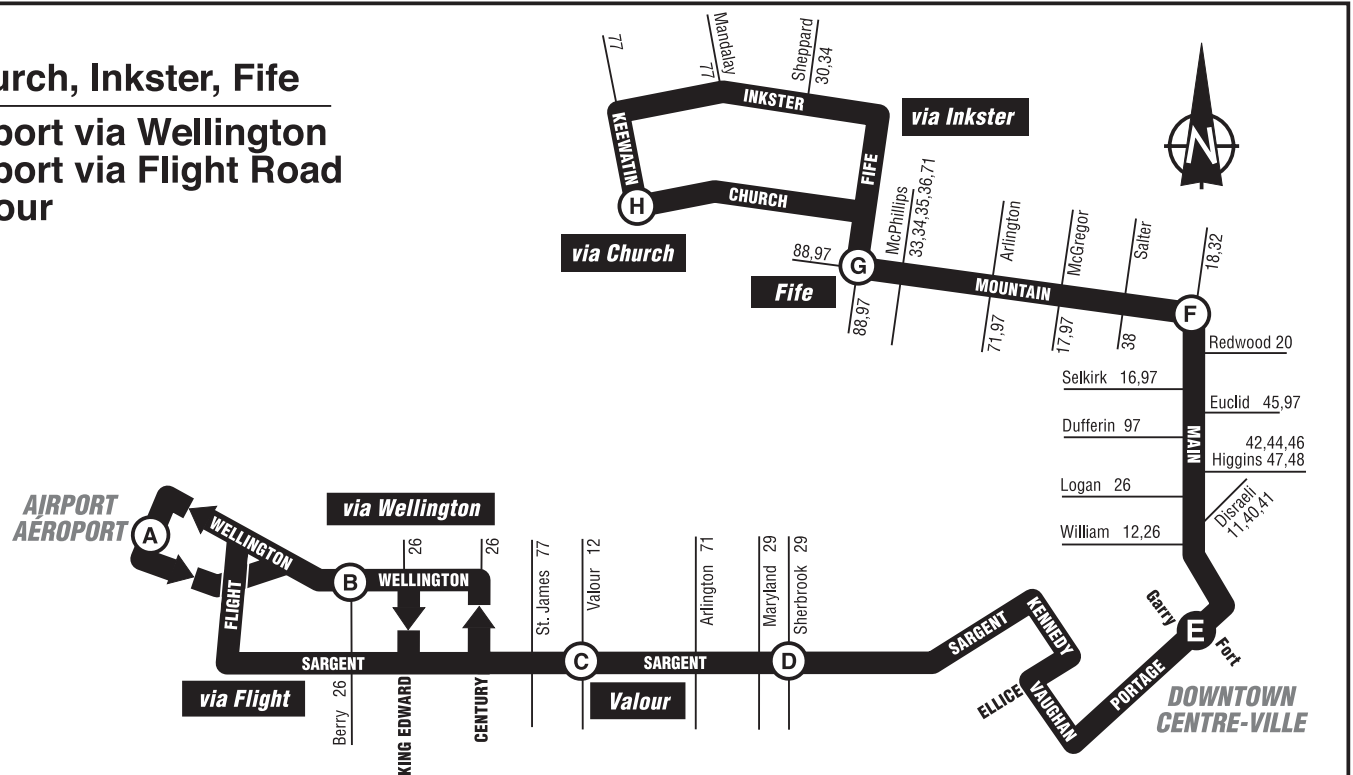 urch, Inkster, Fife
port via Wellington
port via Flight Road
our
77
Mandalay
77
Sheppard
30,34
INKSTER
via Inkster
KEEWATIN
FIFE
N
H
CHURCH
via Church
McPhillips
33,34,35,36,71
Arlington
McGregor
Salter
18,32
88,97
G
MOUNTAIN
Fife
88,97
71,97
17,97
38
F
Redwood 20
Selkirk 16,97
Euclid 45,97
Dufferin 97
MAIN
42,44,46
Higgins 47,48
Logan 26
Disraeli
11,40,41
William 12,26
AIRPORT
AÉROPORT
A
via Wellington
WELLINGTON
B
WELLINGTON
26
26
St. James 77
Valour 12
Arlington 71
Maryland 29
Sherbrook 29
FLIGHT
SARGENT
C
SARGENT
D
SARGENT
KENNEDY
Garry
E
Fort
via Flight
Berry 26
KING EDWARD
CENTURY
Valour
ELLICE
VAUGHAN
PORTAGE
DOWNTOWN
CENTRE-VILLE